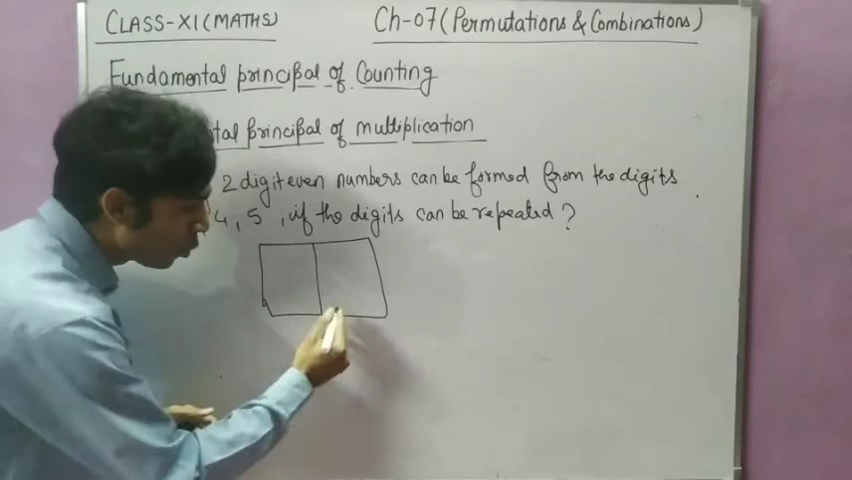 CLASS-XI (MATHS)
Ch-07 (Permutations & Combinations)
Fundamental principal of Counting
tal principal of multiplication
2 digit even numbers can be formed from the digits
4, 5, if the digits can be repeated?